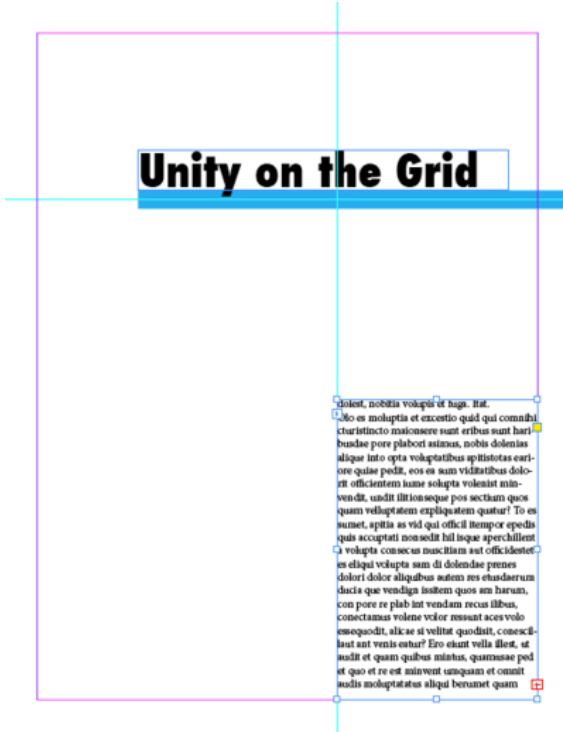 Unity on the Grid
dolest, nobitia volupis et fuga. Itat.
Olo es moluptia et excestio quid qui comnihi
cturistincto maionsere sunt eribus sunt hari-
busdae pore plabori asimus, nobis dolenias
alique into opta voluptatibus apitistotas eari-
ore quiae pedit, eos ea sum viditatibus dolo-
rit officientem iume solupta volenist min-
vendit, undit ilitionseque pos sectium quos
quam velluptatem expliquatem quatur? To es
sumet, apitia as vid qui officil itempor epedis
quis accuptati nonsedit hil isque aperchillent
a volupta consecus nuscitiam aut officidestet
es eliqui volupta sam di dolendae prenes
dolori dolor aliquibus autem res etusdaerum
ducia que vendign issitem quos am harum,
con pore re plab int vendam recus ilibus,
conectamus volene volor ressunt aces volo
essequodit, alicae si velitat quodisit, conescil-
laut ant venis eatur? Ero eiunt vella illest, ut
audit et quam quibus mintus, quamusae ped
et quo et re est minvent umquam et omnit
audis moluptatatus aliqui berumet quam